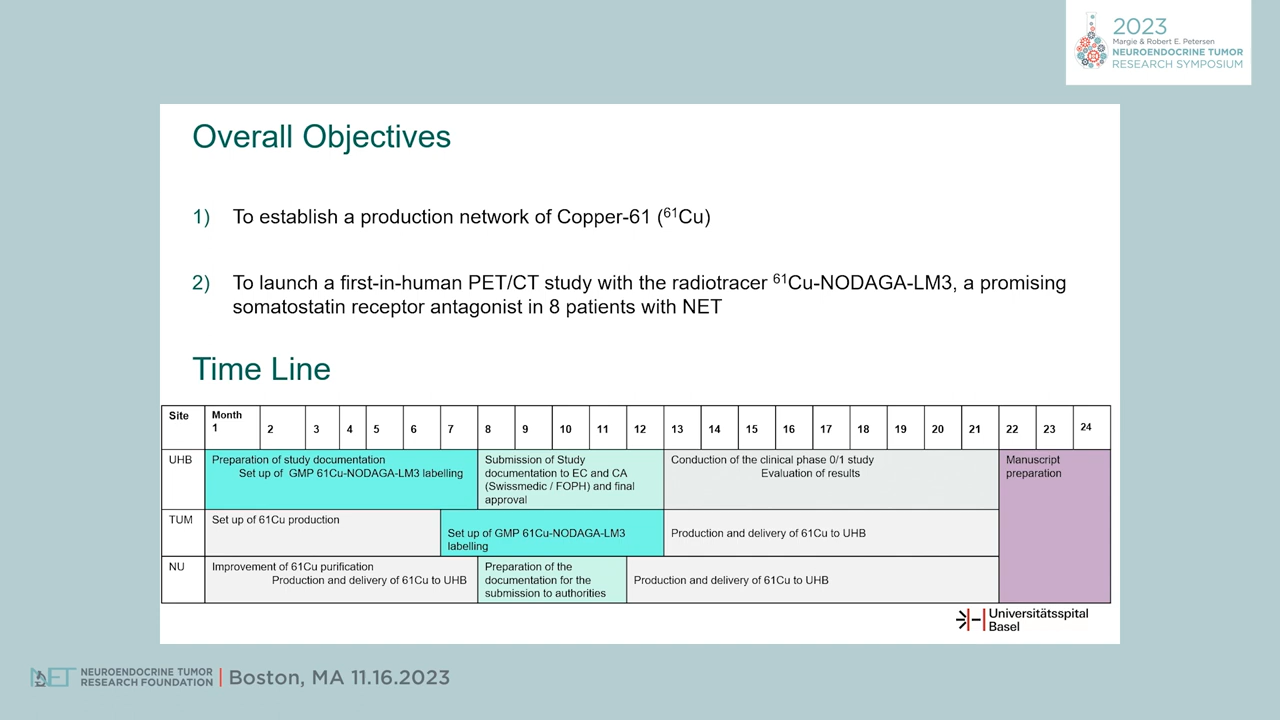 2023
Margie & Robert E. Petersen
NEUROENDOCRINE TUMOR
RESEARCH SYMPOSIUM
Overall Objectives
1) To establish a production network of Copper-61 (⁶¹Cu)
2) To launch a first-in-human PET/CT study with the radiotracer ⁶¹Cu-NODAGA-LM3, a promising
somatostatin receptor antagonist in 8 patients with NET
Time Line
Site Month 1 2 3 4 5 6 7 8 9 10 11 12 13 14 15 16 17 18 19 20 21 22 23 24
UHB
Preparation of study documentation
Set up of GMP 61Cu-NODAGA-LM3 labelling
Submission of Study
documentation to EC and CA
(Swissmedic / FOPH) and final
approval
Conduction of the clinical phase 0/1 study
Evaluation of results
Manuscript
preparation
TUM
Set up of 61Cu production
Set up of GMP 61Cu-NODAGA-LM3
labelling
Production and delivery of 61Cu to UHB
NU
Improvement of 61Cu purification
Production and delivery of 61Cu to UHB
Preparation of the
documentation for the
submission to authorities
Production and delivery of 61Cu to UHB
Universitätsspital
Basel
NET NEUROENDOCRINE TUMOR
RESEARCH FOUNDATION
Boston, MA 11.16.2023